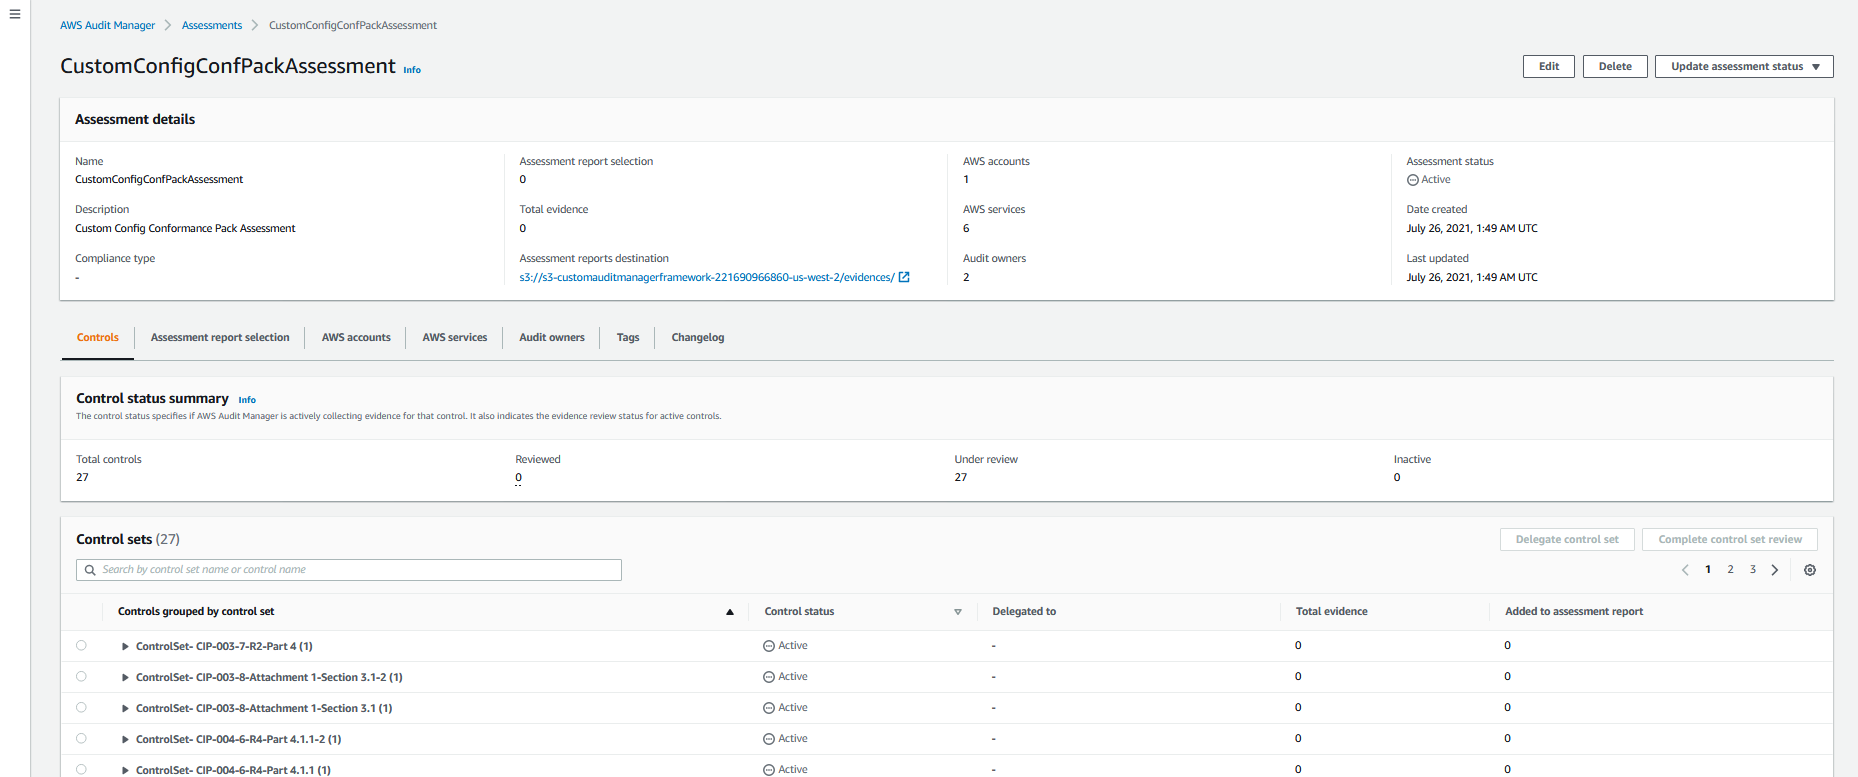 AWS Audit Manager > Assessments > CustomConfigConfPackAssessment
CustomConfigConfPackAssessment Info
Edit
Delete
Update assessment status
Assessment details
Name
CustomConfigConfPackAssessment
Description
Custom Config Conformance Pack Assessment
Compliance type
-
Assessment report selection
0
Total evidence
0
Assessment reports destination
s3://s3-customauditmanagerframework-221690966860-us-west-2/evidences/
AWS accounts
1
AWS services
6
Audit owners
2
Assessment status
Active
Date created
July 26, 2021, 1:49 AM UTC
Last updated
July 26, 2021, 1:49 AM UTC
Controls
Assessment report selection
AWS accounts
AWS services
Audit owners
Tags
Changelog
Control status summary Info
The control status specifies if AWS Audit Manager is actively collecting evidence for that control. It also indicates the evidence review status for active controls.
Total controls
27
Reviewed
0
Under review
27
Inactive
0
Control sets (27)
Delegate control set
Complete control set review
Search by control set name or control name
< 1 2 3 >
Controls grouped by control set Control status Delegated to Total evidence Added to assessment report
ControlSet- CIP-003-7-R2-Part 4 (1) Active - 0 0
ControlSet- CIP-003-8-Attachment 1-Section 3.1-2 (1) Active - 0 0
ControlSet- CIP-003-8-Attachment 1-Section 3.1 (1) Active - 0 0
ControlSet- CIP-004-6-R4-Part 4.1.1-2 (1) Active - 0 0
ControlSet- CIP-004-6-R4-Part 4.1.1 (1) Active - 0 0